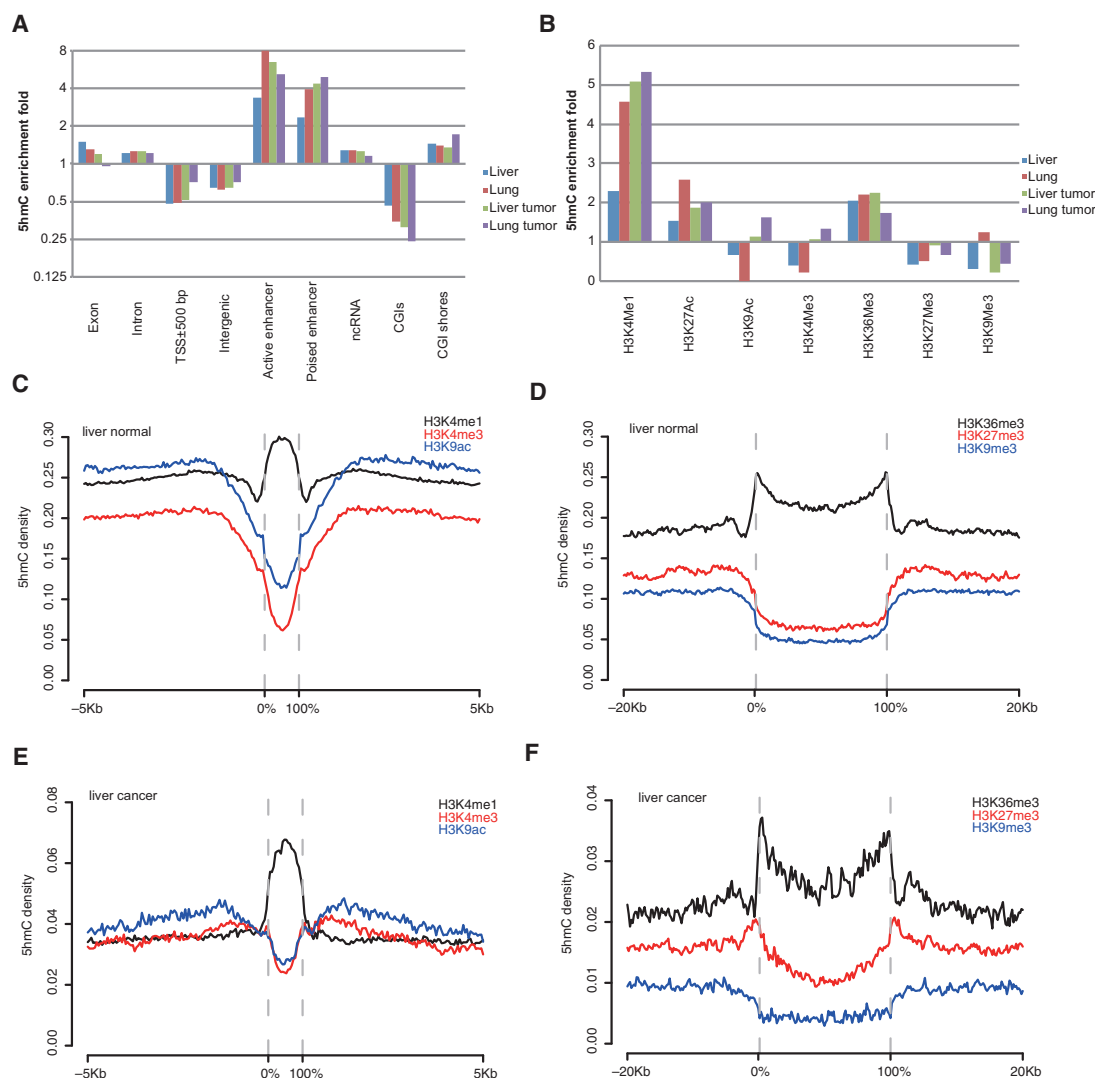 A
5hmC enrichment fold
8
4
2
1
0.5
0.25
0.125
Exon
Intron
TSS±500 bp
Intergenic
Active enhancer
Poised enhancer
ncRNA
CGIs
CGI shores
Liver
Lung
Liver tumor
Lung tumor
B
5hmC enrichment fold
6
5
4
3
2
1
0
H3K4Me1
H3K27Ac
H3K9Ac
H3K4Me3
H3K36Me3
H3K27Me3
H3K9Me3
Liver
Lung
Liver tumor
Lung tumor
C
liver normal
H3K4me1
H3K4me3
H3K9ac
5hmC density
0.30
0.25
0.20
0.15
0.10
0.05
0.00
−5Kb
0%
100%
5Kb
D
liver normal
H3K36me3
H3K27me3
H3K9me3
5hmC density
0.30
0.25
0.20
0.15
0.10
0.05
0.00
−20Kb
0%
100%
20Kb
E
liver cancer
H3K4me1
H3K4me3
H3K9ac
5hmC density
0.08
0.06
0.04
0.02
0.00
−5Kb
0%
100%
5Kb
F
liver cancer
H3K36me3
H3K27me3
H3K9me3
5hmC density
0.04
0.03
0.02
0.01
0.00
−20Kb
0%
100%
20Kb